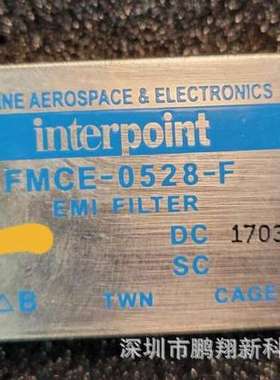 NE AEROSPACE & ELECTRONICS
interpoint
FMCE-0528-F
EMI FILTER
DC 1703
SC
△B TWN CAGE
深圳市鹏翔新科